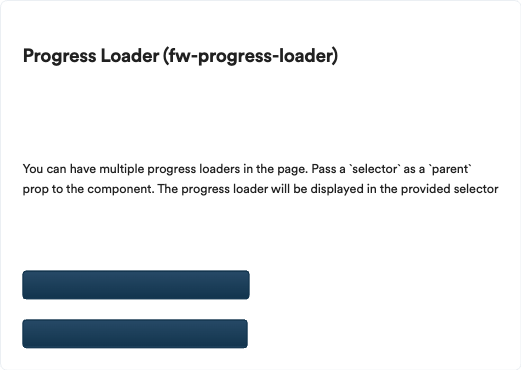 Progress Loader (fw-progress-loader)
You can have multiple progress loaders in the page. Pass a `selector` as a `parent`
prop to the component. The progress loader will be displayed in the provided selector